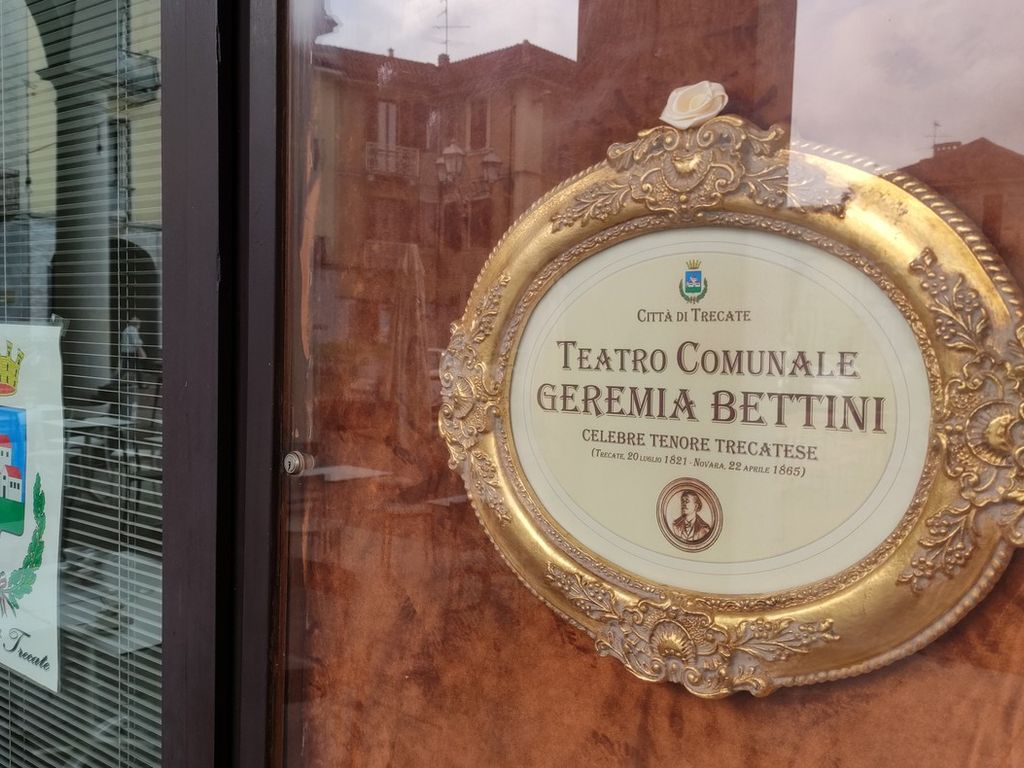 Città di Trecate
Teatro Comunale
GEREMIA BETTINI
CELEBRE TENORE TRECATESE
(Trecate, 20 luglio 1821 - Novara, 22 aprile 1865)
Trecate